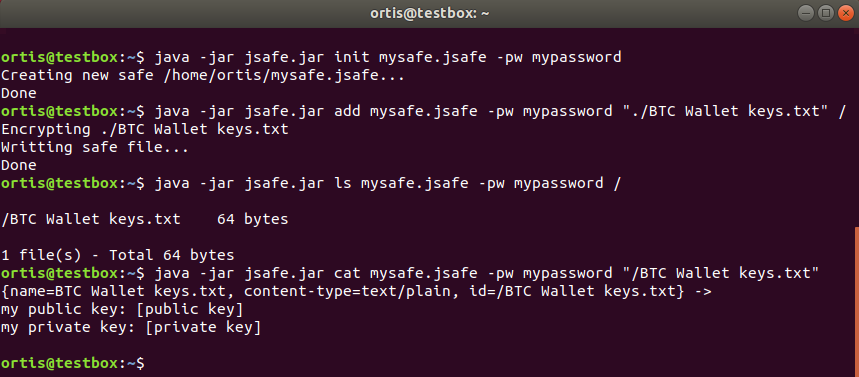 ortis@testbox: ~
ortis@testbox:~$ java -jar jsafe.jar init mysafe.jsafe -pw mypassword
Creating new safe /home/ortis/mysafe.jsafe...
Done
ortis@testbox:~$ java -jar jsafe.jar add mysafe.jsafe -pw mypassword "./BTC Wallet keys.txt" /
Encrypting ./BTC Wallet keys.txt
Writting safe file...
Done
ortis@testbox:~$ java -jar jsafe.jar ls mysafe.jsafe -pw mypassword /
/BTC Wallet keys.txt    64 bytes
1 file(s) - Total 64 bytes
ortis@testbox:~$ java -jar jsafe.jar cat mysafe.jsafe -pw mypassword "/BTC Wallet keys.txt"
{name=BTC Wallet keys.txt, content-type=text/plain, id=/BTC Wallet keys.txt} ->
my public key: [public key]
my private key: [private key]
ortis@testbox:~$